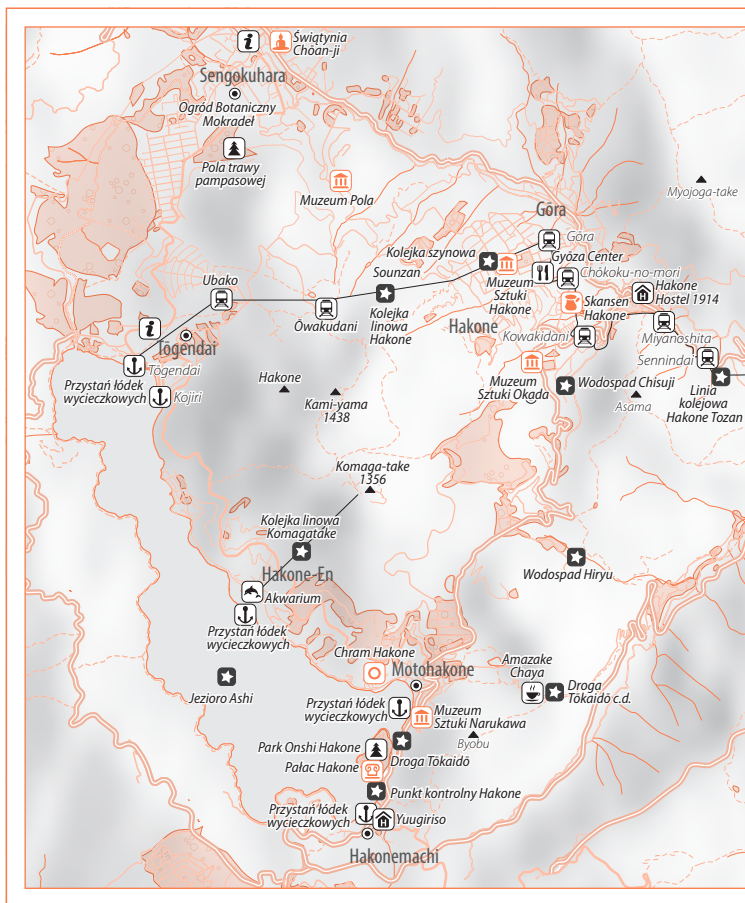 Świątynia
Chōan-ji
Sengokuhara
Ogród Botaniczny
Mokradeł
Pola trawy
pampasowej
Muzeum Pola
Myojoga-take
Gōra
Gōra
Kolejka szynowa
Gyōza Center
Chōkoku-no-mori
Sounzan
Muzeum
Sztuki
Hakone
Ubako
Ōwakudani
Kolejka
linowa
Hakone
Hakone
Skansen
Hakone
Hakone
Hostel 1914
Kowakidani
Miyanoshita
Sennindai
Tōgendai
Tōgendai
Przystań łódek
wycieczkowych
Kojiri
Hakone
Kami-yama
1438
Muzeum
Sztuki Okada
Wodospad Chisuji
Asama
Linia
kolejowa
Hakone Tozan
Komaga-take
1356
Kolejka linowa
Komagatake
Hakone-En
Akwarium
Przystań łódek
wycieczkowych
Wodospad Hiryu
Chram Hakone
Motohakone
Amazake
Chaya
Droga
Tōkaidō c.d.
Jezioro Ashi
Przystań łódek
wycieczkowych
Muzeum
Sztuki Narukawa
Byobu
Park Onshi Hakone
Droga Tōkaidō
Pałac Hakone
Punkt kontrolny Hakone
Przystań łódek
wycieczkowych
Yuugiriso
Hakonemachi